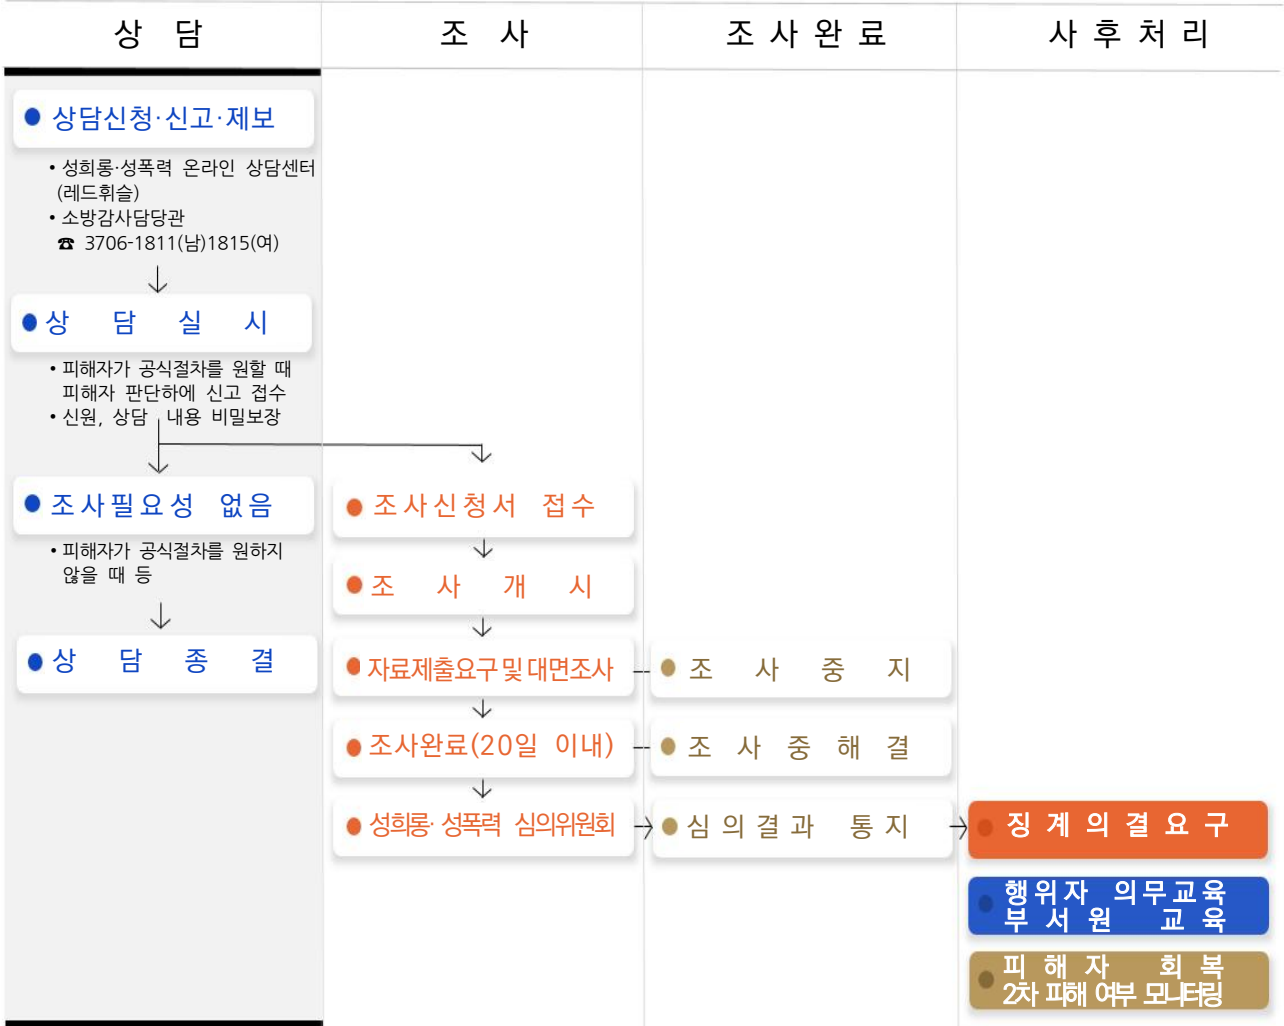 상 담
조 사
조 사 완 료
사 후 처 리
상담신청·신고·제보
• 성희롱·성폭력 온라인 상담센터
(레드휘슬)
• 소방감사담당관
☎ 3706-1811(남)1815(여)
상 담 실 시
• 피해자가 공식절차를 원할 때
피해자 판단하에 신고 접수
• 신원, 상담 내용 비밀보장
조사필요성 없음
• 피해자가 공식절차를 원하지
않을 때 등
상 담 종 결
조사신청서 접수
조 사 개 시
자료제출요구 및 대면조사
조사완료(20일 이내)
성희롱·성폭력 심의위원회
조 사 중 지
조 사 중 해 결
심의결과 통지
징계의결요구
행위자 의무교육
부서원 교육
피해자 회복
2차 피해 여부 모니터링